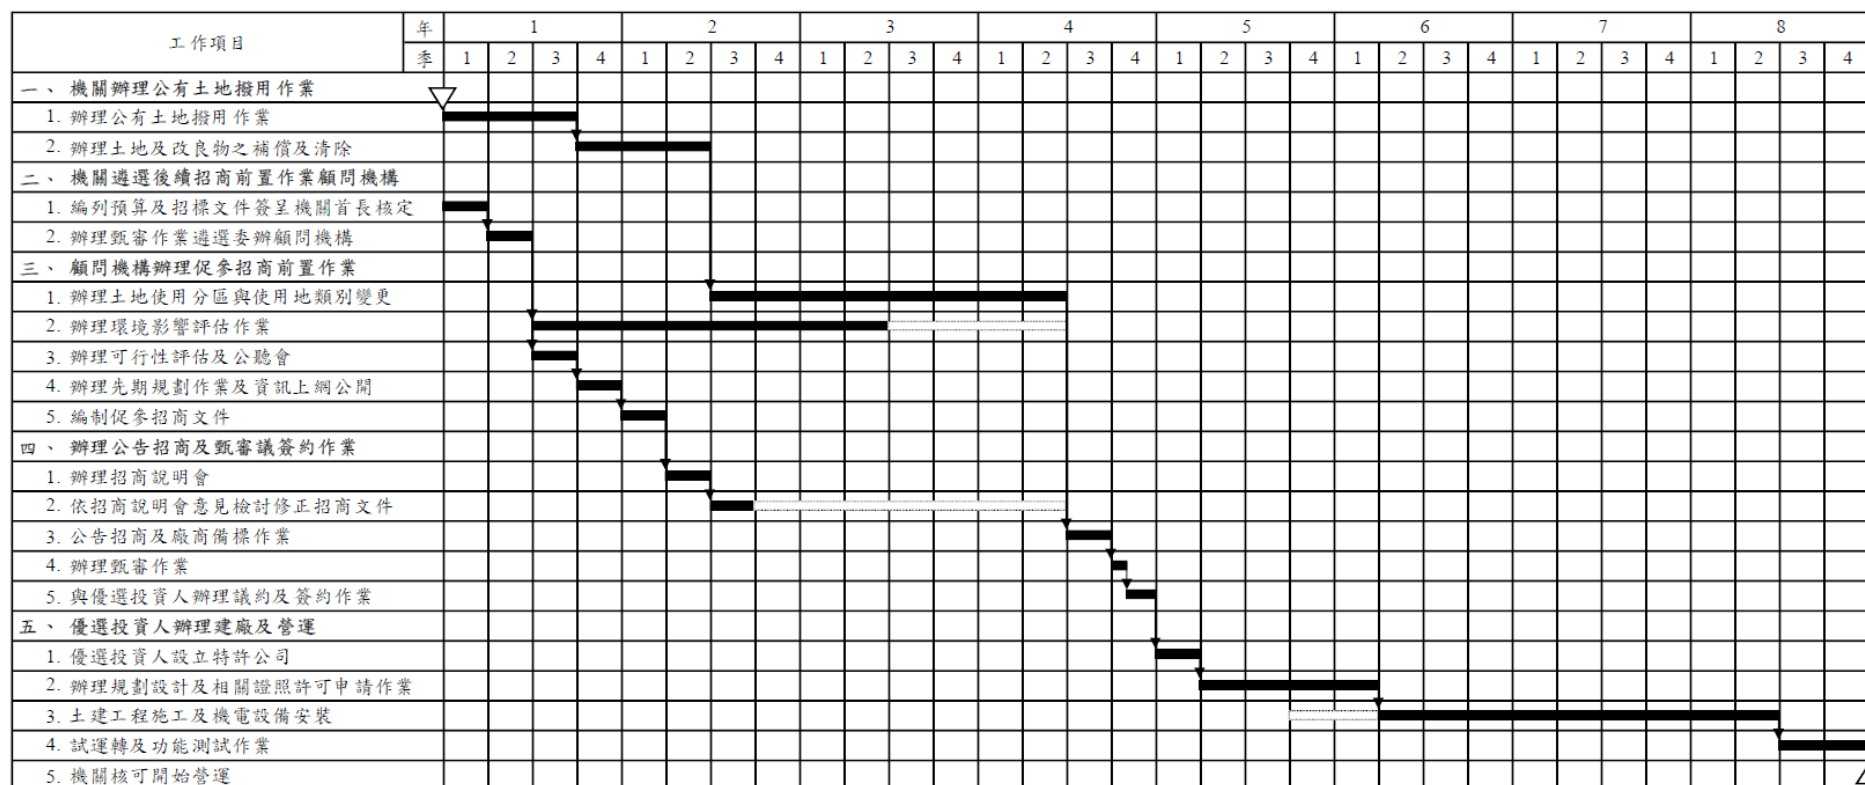 工作項目 年 1 2 3 4 5 6 7 8
季 1 2 3 4 1 2 3 4 1 2 3 4 1 2 3 4 1 2 3 4 1 2 3 4 1 2 3 4 1 2 3 4
一、 機關辦理公有土地撥用作業
1. 辦理公有土地撥用作業
2. 辦理土地及改良物之補償及清除
二、 機關遴選後續招商前置作業顧問機構
1. 編列預算及招標文件簽呈機關首長核定
2. 辦理甄審作業遴選委辦顧問機構
三、 顧問機構辦理促參招商前置作業
1. 辦理土地使用分區與使用地類別變更
2. 辦理環境影響評估作業
3. 辦理可行性評估及公聽會
4. 辦理先期規劃作業及資訊上網公開
5. 編制促參招商文件
四、 辦理公告招商及甄審議簽約作業
1. 辦理招商說明會
2. 依招商說明會意見檢討修正招商文件
3. 公告招商及廠商備標作業
4. 辦理甄審作業
5. 與優選投資人辦理議約及簽約作業
五、 優選投資人辦理建廠及營運
1. 優選投資人設立特許公司
2. 辦理規劃設計及相關證照許可申請作業
3. 土建工程施工及機電設備安裝
4. 試運轉及功能測試作業
5. 機關核可開始營運